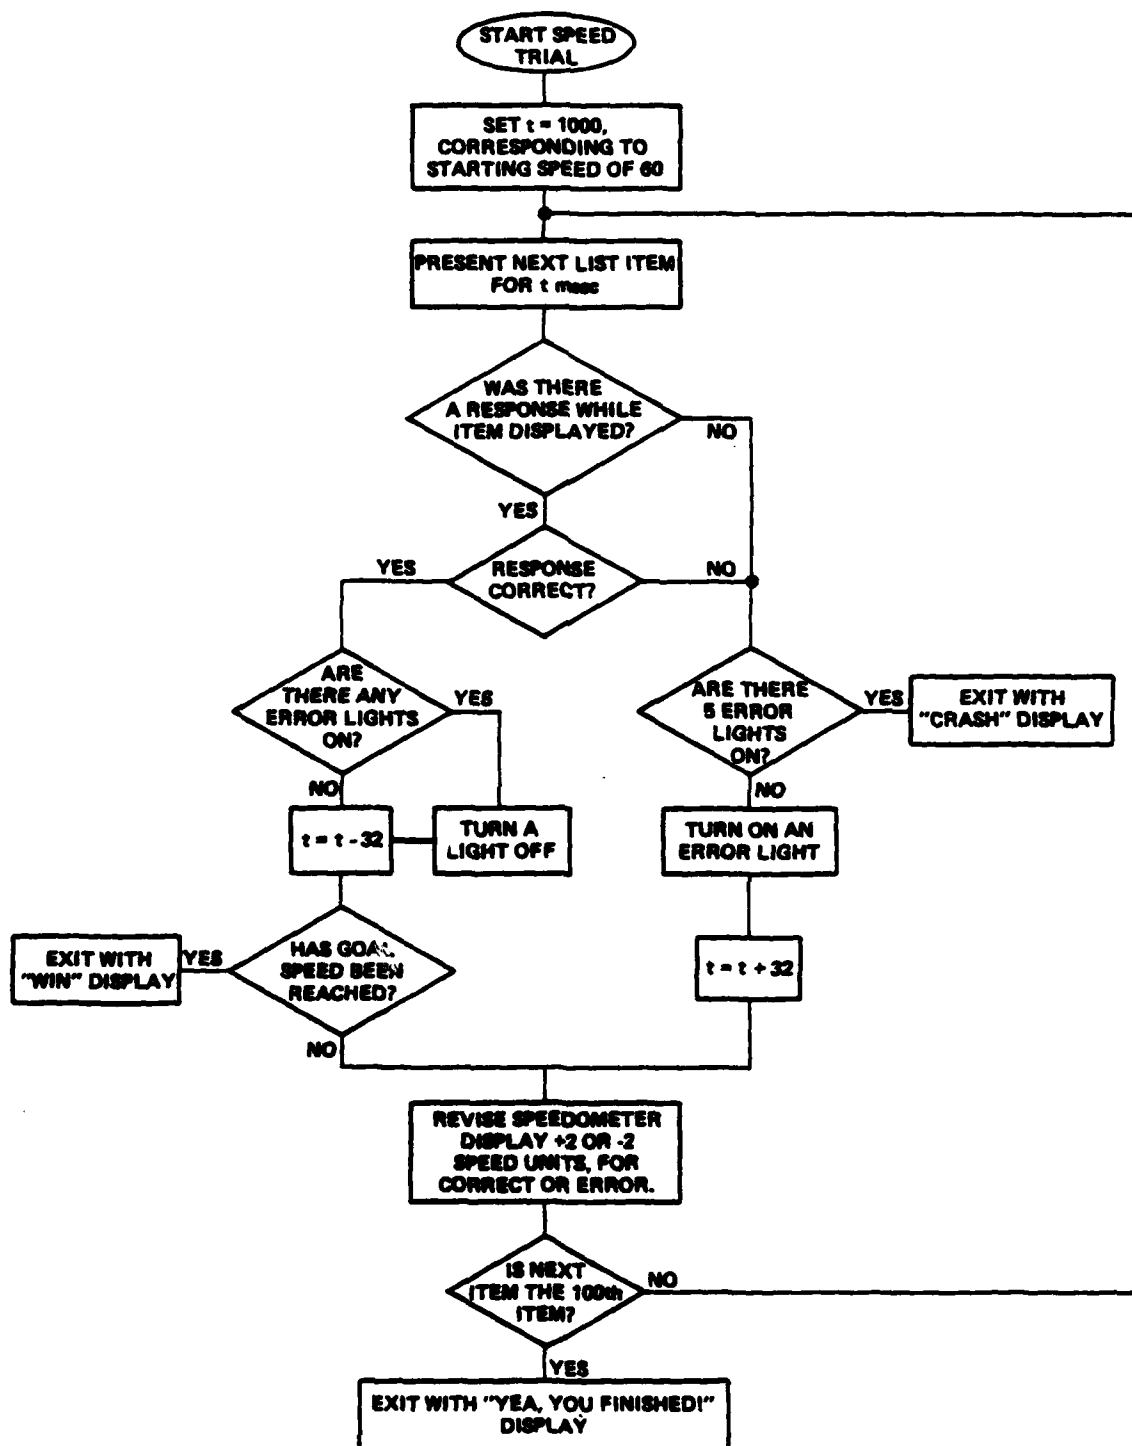 START SPEED
TRIAL
SET t = 1000,
CORRESPONDING TO
STARTING SPEED OF 60
PRESENT NEXT LIST ITEM
FOR t msec
WAS THERE
A RESPONSE WHILE
ITEM DISPLAYED?
NO
YES
RESPONSE
CORRECT?
YES
NO
ARE
THERE ANY
ERROR LIGHTS
ON?
YES
NO
ARE THERE
5 ERROR
LIGHTS
ON?
YES
EXIT WITH
"CRASH" DISPLAY
NO
t = t - 32
TURN A
LIGHT OFF
TURN ON AN
ERROR LIGHT
EXIT WITH
"WIN" DISPLAY
YES
HAS GOAL
SPEED BEEN
REACHED?
t = t + 32
NO
REVISE SPEEDOMETER
DISPLAY +2 OR -2
SPEED UNITS, FOR
CORRECT OR ERROR.
IS NEXT
ITEM THE 100th
ITEM?
NO
YES
EXIT WITH "YEA, YOU FINISHED!"
DISPLAY